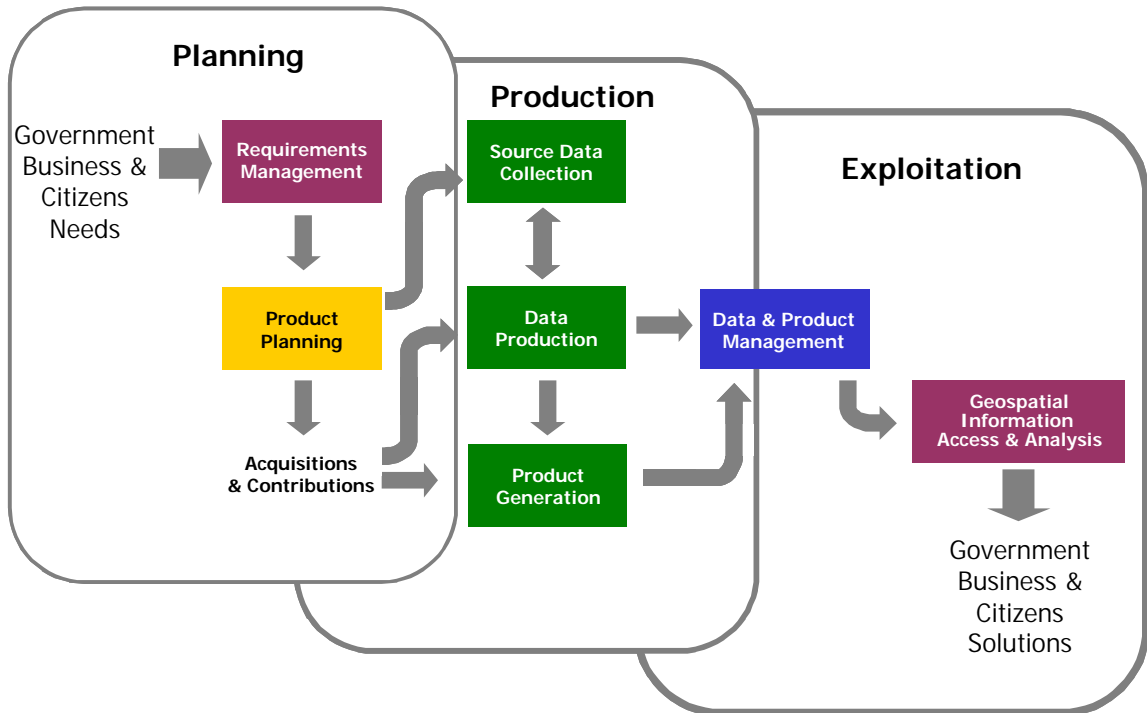 Planning
Government
Business &
Citizens
Needs
Requirements
Management
Product
Planning
Acquisitions
& Contributions
Production
Source Data
Collection
Data
Production
Product
Generation
Data & Product
Management
Exploitation
Geospatial
Information
Access & Analysis
Government
Business &
Citizens
Solutions